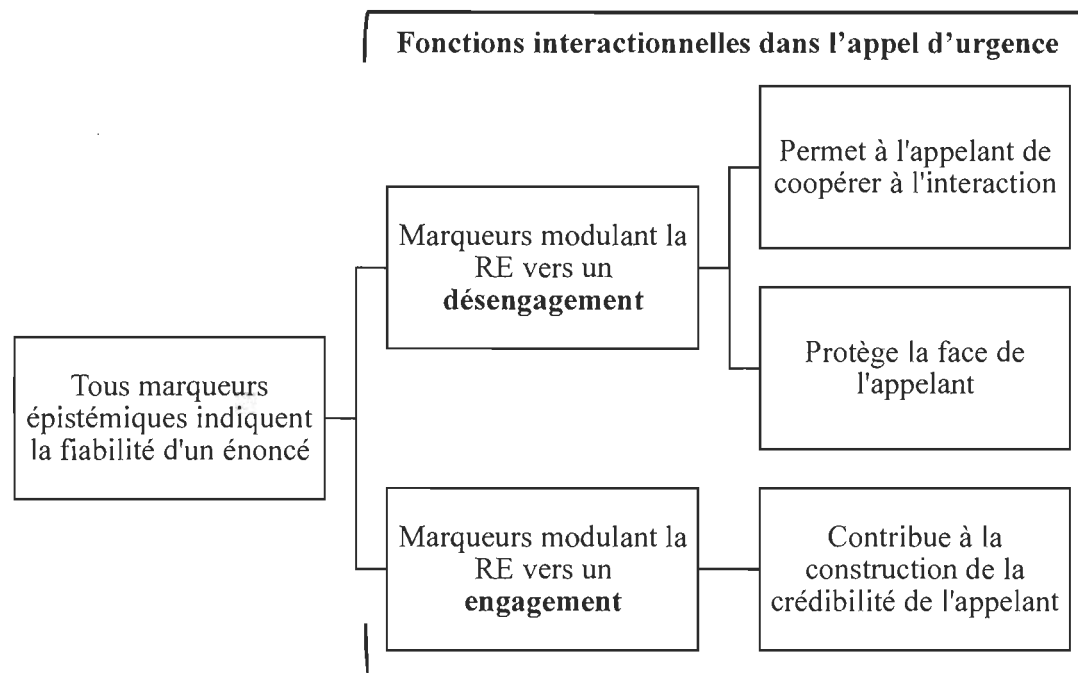 Fonctions interactionnelles dans l'appel d'urgence
Permet à l'appelant de
coopérer à l'interaction
Marqueurs modulant la
RE vers un
désengagement
Protège la face de
l'appelant
Tous marqueurs
épistémiques indiquent
la fiabilité d'un énoncé
Marqueurs modulant la
RE vers un
engagement
Contribue à la
construction de la
crédibilité de l'appelant